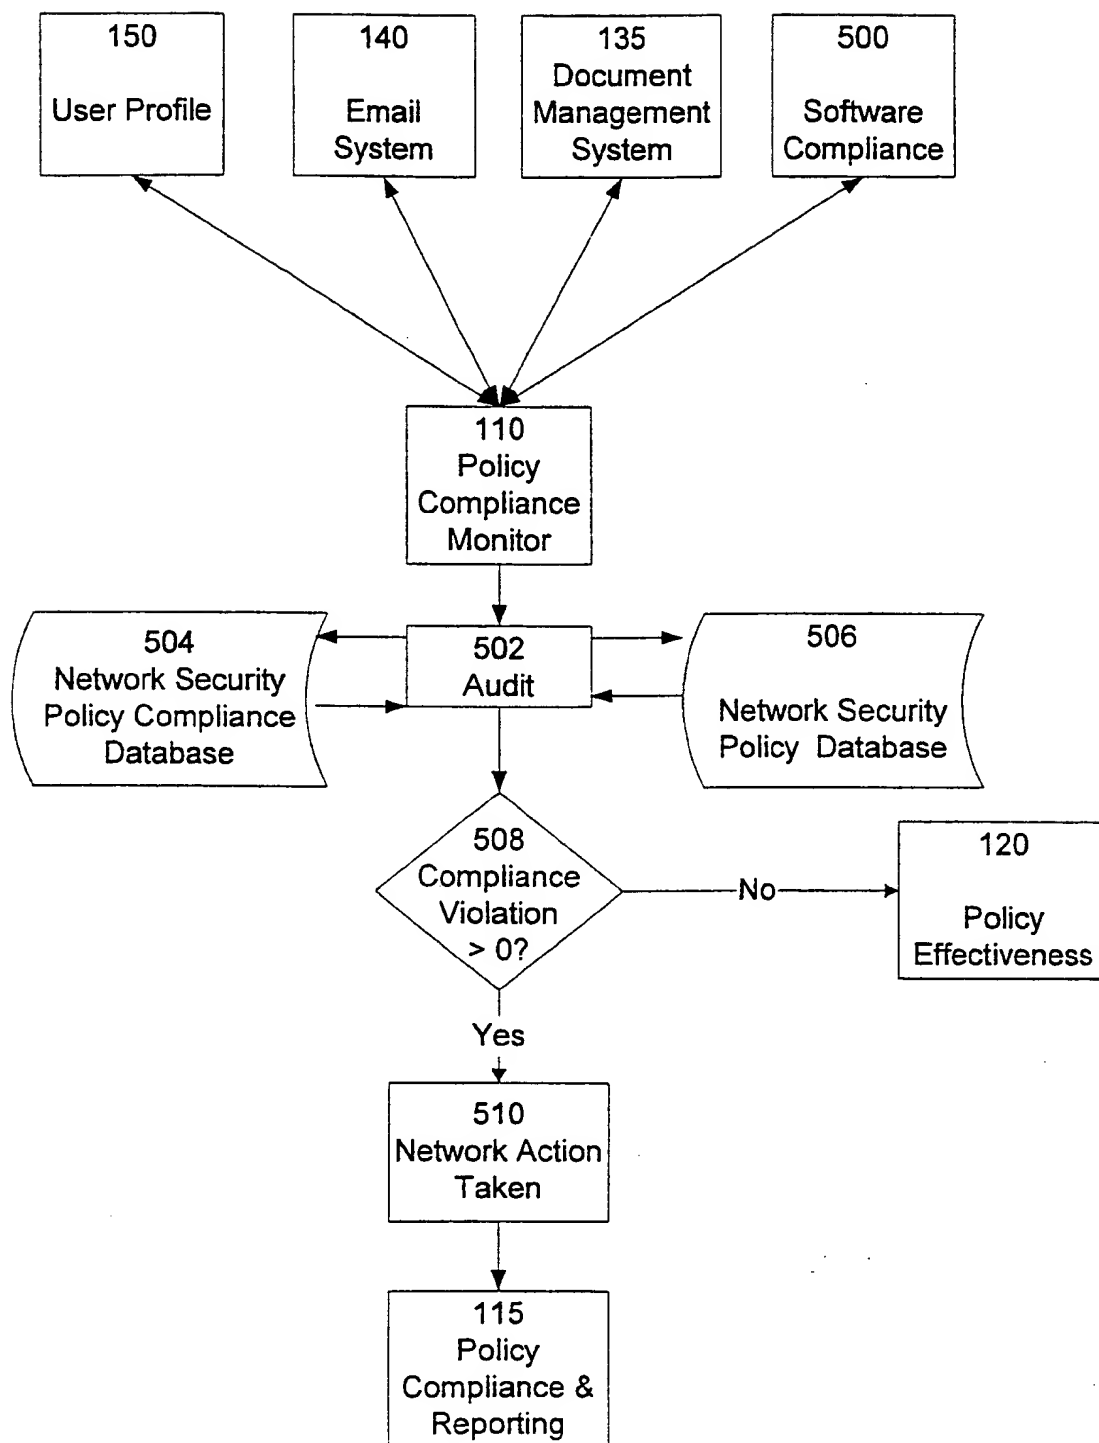 150
User Profile
140
Email
System
135
Document
Management
System
500
Software
Compliance
110
Policy
Compliance
Monitor
504
Network Security
Policy Compliance
Database
502
Audit
506
Network Security
Policy Database
508
Compliance
Violation
> 0?
No
120
Policy
Effectiveness
Yes
510
Network Action
Taken
115
Policy
Compliance &
Reporting